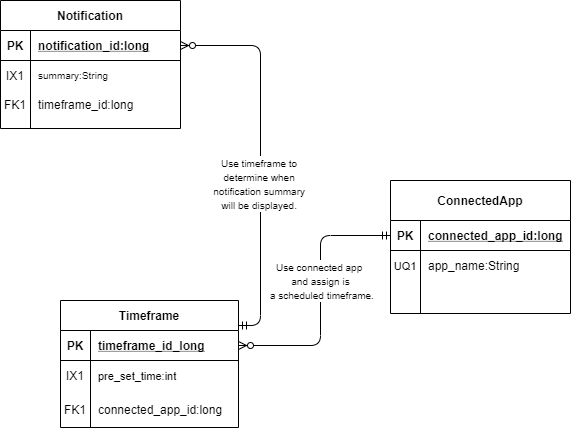 Notification
PK notification_id:long
IX1 summary:String
FK1 timeframe_id:long
Use timeframe to
determine when
notification summary
will be displayed.
ConnectedApp
PK connected_app_id:long
UQ1 app_name:String
Use connected app
and assign is
a scheduled timeframe.
Timeframe
PK timeframe_id_long
IX1 pre_set_time:int
FK1 connected_app_id:long